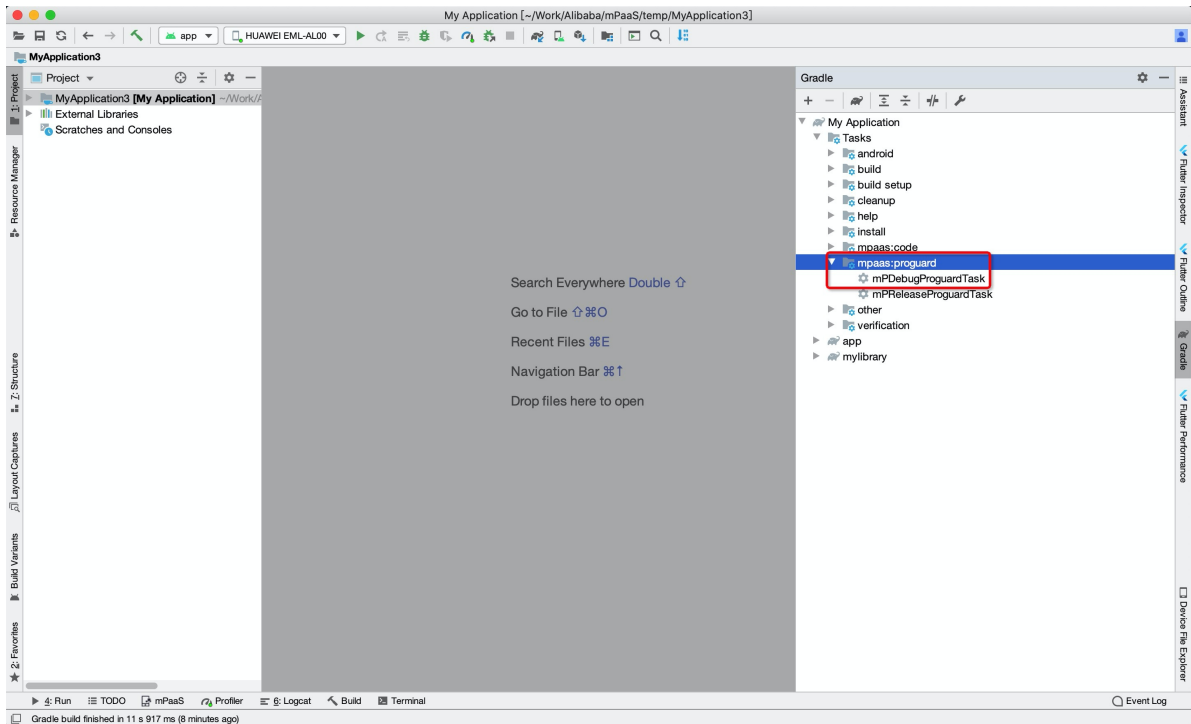 My Application [~/Work/Alibaba/mPaaS/temp/MyApplication3]
app
HUAWEI EML-AL00
MyApplication3
1: Project
Resource Manager
Z: Structure
Layout Captures
Build Variants
2: Favorites
Project
MyApplication3 [My Application] ~/Work/A
External Libraries
Scratches and Consoles
Search Everywhere Double ⇧
Go to File ⇧⌘O
Recent Files ⌘E
Navigation Bar ⌘↑
Drop files here to open
Gradle
My Application
Tasks
android
build
build setup
cleanup
help
install
mpaas:code
mpaas:proguard
mPDebugProguardTask
mPReleaseProguardTask
other
verification
app
mylibrary
Assistant
Flutter Inspector
Flutter Outline
Gradle
Flutter Performance
Device File Explorer
4: Run TODO mPaaS Profiler 6: Logcat Build Terminal Event Log
Gradle build finished in 11 s 917 ms (8 minutes ago)